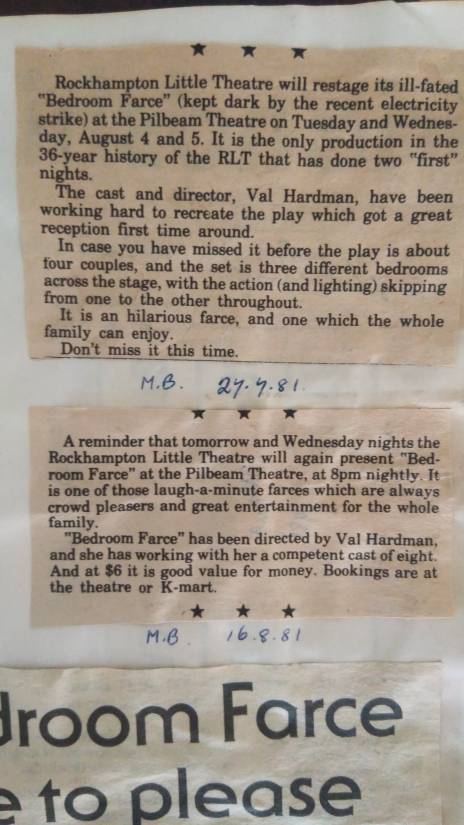 ★ ★ ★
Rockhampton Little Theatre will restage its ill-fated
"Bedroom Farce" (kept dark by the recent electricity
strike) at the Pilbeam Theatre on Tuesday and Wednes-
day, August 4 and 5. It is the only production in the
36-year history of the RLT that has done two "first"
nights.
The cast and director, Val Hardman, have been
working hard to recreate the play which got a great
reception first time around.
In case you have missed it before the play is about
four couples, and the set is three different bedrooms
across the stage, with the action (and lighting) skipping
from one to the other throughout.
It is an hilarious farce, and one which the whole
family can enjoy.
Don't miss it this time.
M.B. 27.7.81.
★ ★ ★
A reminder that tomorrow and Wednesday nights the
Rockhampton Little Theatre will again present "Bed-
room Farce" at the Pilbeam Theatre, at 8pm nightly. It
is one of those laugh-a-minute farces which are always
crowd pleasers and great entertainment for the whole
family.
"Bedroom Farce" has been directed by Val Hardman,
and she has working with her a competent cast of eight.
And at $6 it is good value for money. Bookings are at
the theatre or K-mart.
★ ★ ★
M.B. 16.8.81
droom Farce
e to please